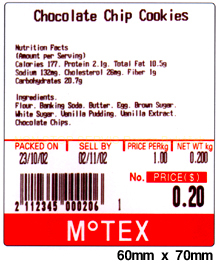 Chocolate Chip Cookies
Nutrition Facts
(Amount per Serving)
Calories 177, Protein 2.1g, Total Fat 10.5g
Sodium 132mg, Cholesterol 26mg, Fiber 1g
Carbohydrates 20.7g
Ingredients.
Flour, Banking Soda, Butter, Egg, Brown Sugar,
White Sugar, Vanilla Pudding, Vanilla Extract,
Chocolate Chips.
PACKED ON SELL BY PRICE PERkg NET WT kg
23/10/02 02/11/02 1.00 0.200
No. PRICE($)
0.20
2 112345 000206 1
M°TEX
60mm x 70mm